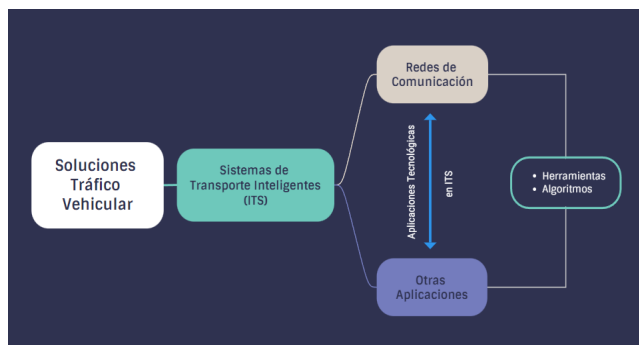 Soluciones
Tráfico
Vehicular
Sistemas de
Transporte Inteligentes
(ITS)
Redes de
Comunicación
Aplicaciones Tecnológicas
en ITS
Otras
Aplicaciones
• Herramientas
• Algoritmos